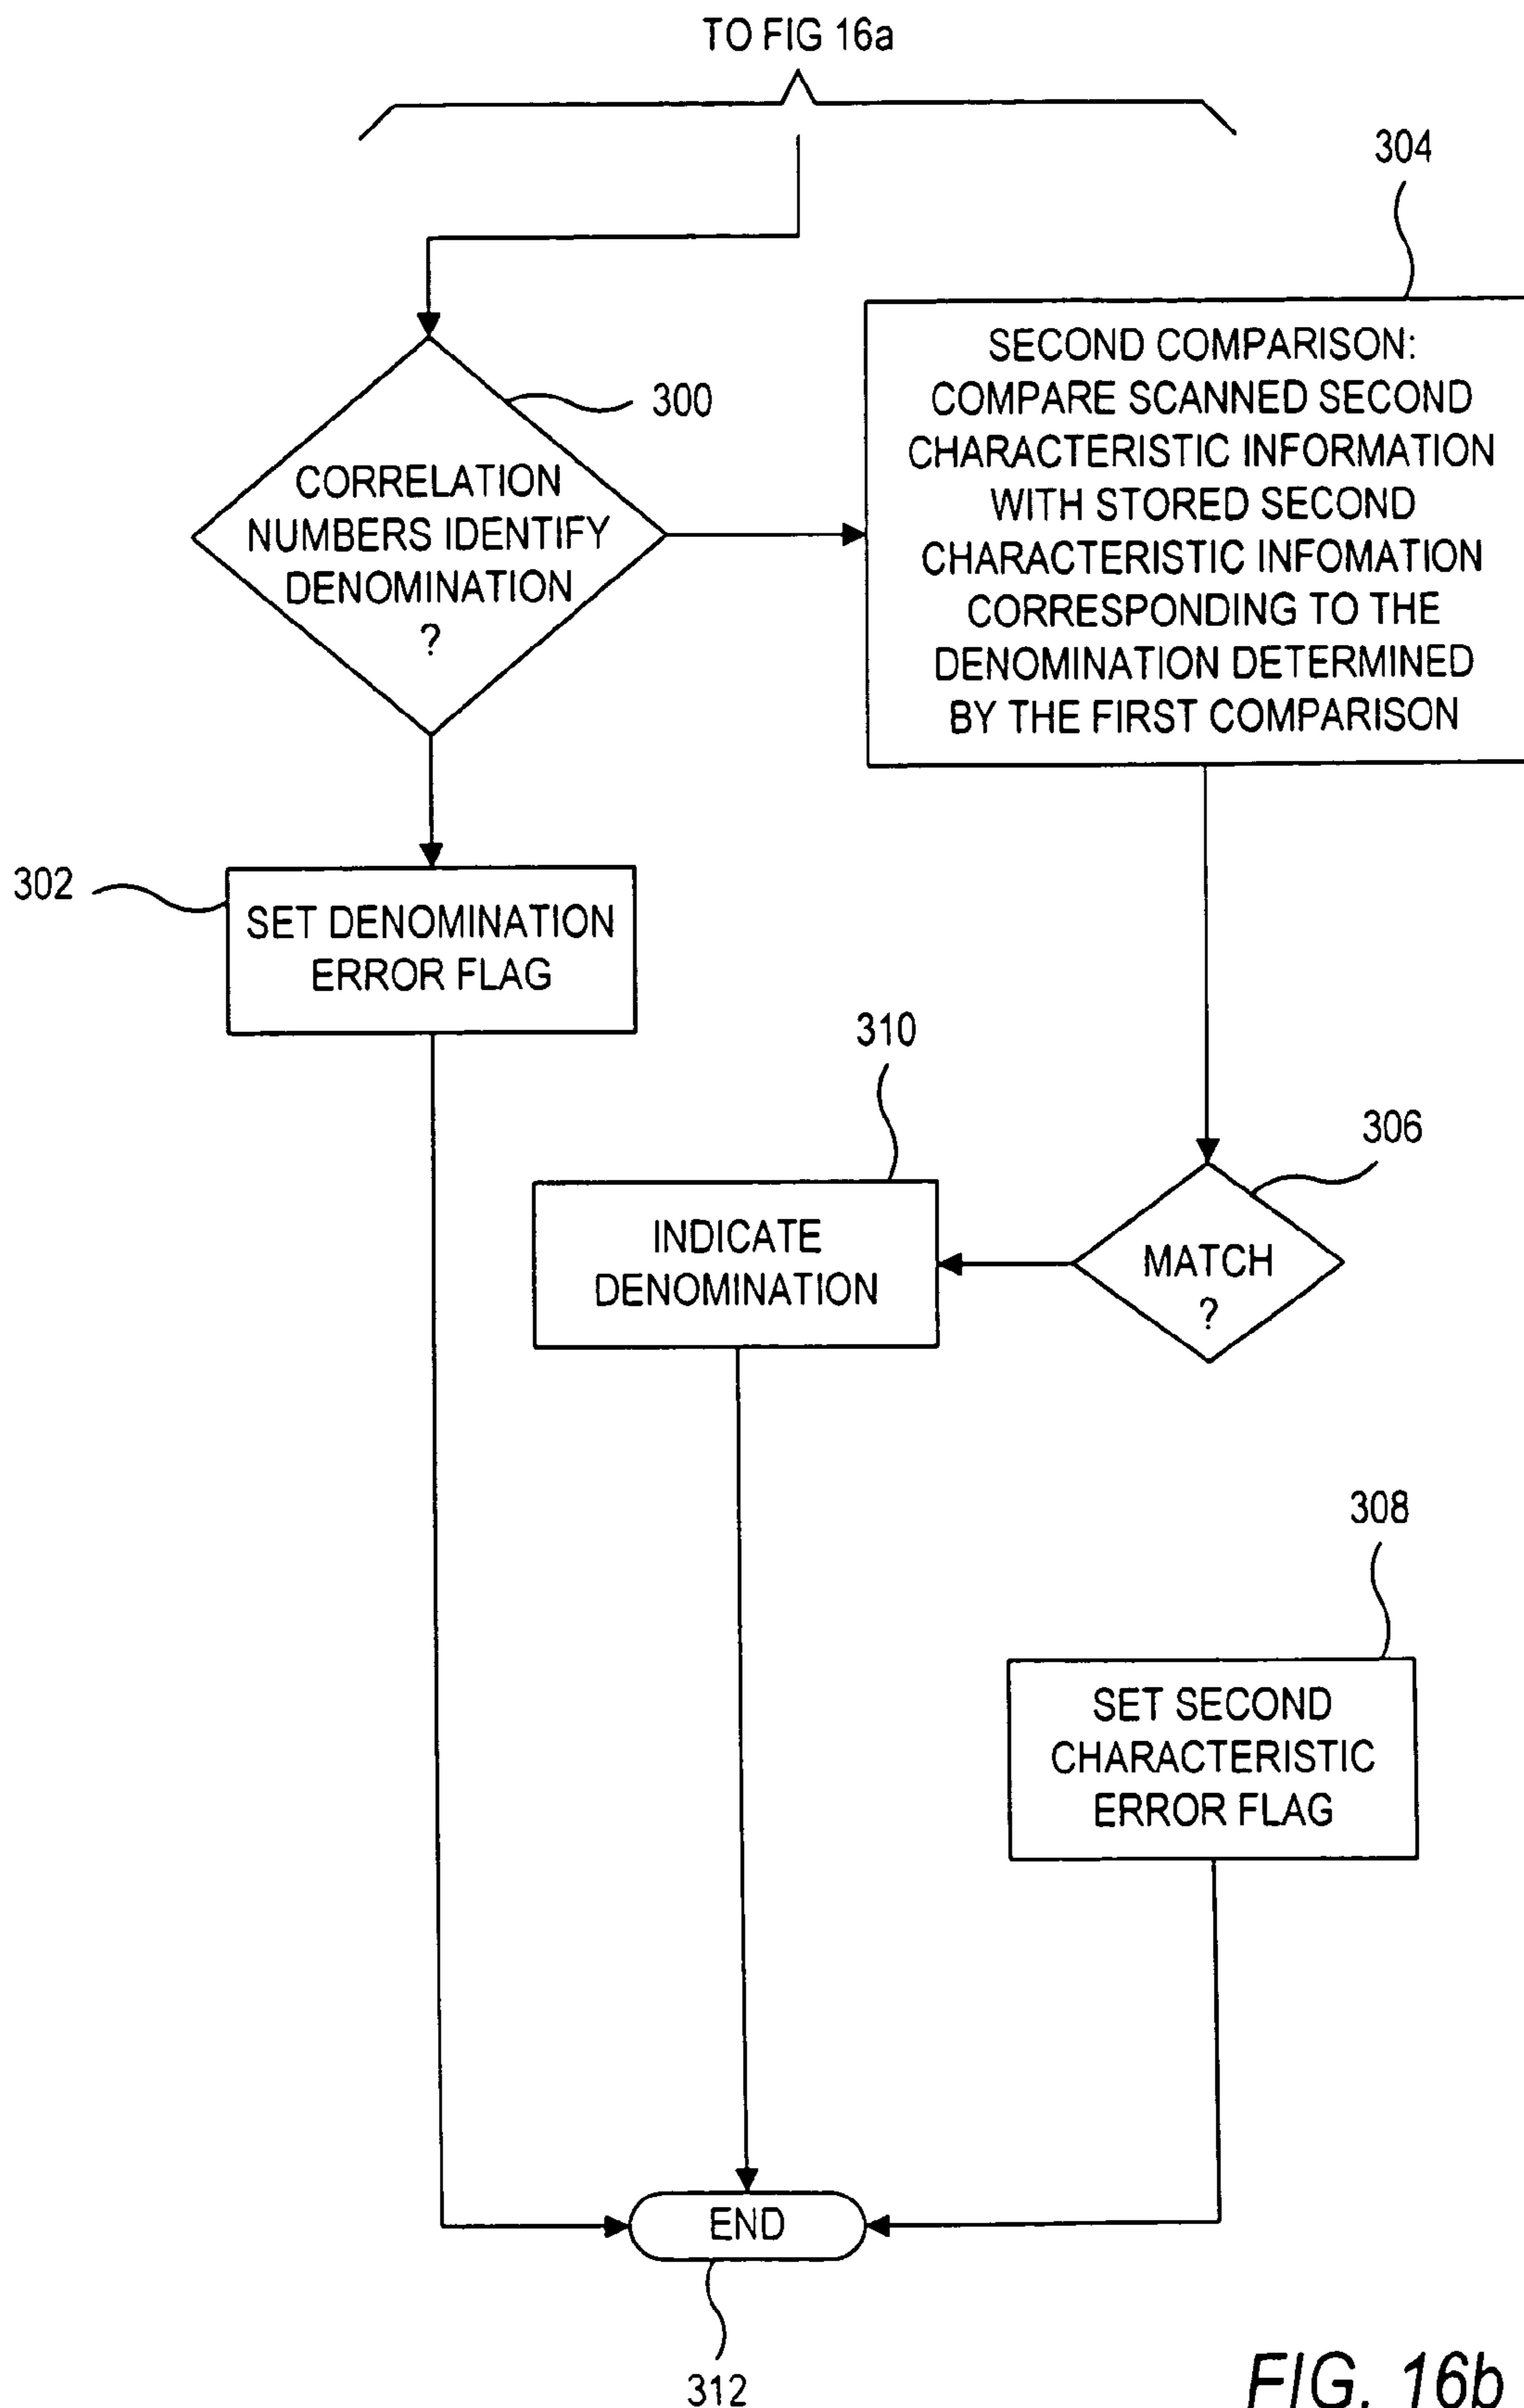 TO FIG 16a
304
SECOND COMPARISON:
COMPARE SCANNED SECOND
CHARACTERISTIC INFORMATION
WITH STORED SECOND
CHARACTERISTIC INFOMATION
CORRESPONDING TO THE
DENOMINATION DETERMINED
BY THE FIRST COMPARISON
300
CORRELATION
NUMBERS IDENTIFY
DENOMINATION
?
302
SET DENOMINATION
ERROR FLAG
310
INDICATE
DENOMINATION
306
MATCH
?
308
SET SECOND
CHARACTERISTIC
ERROR FLAG
END
312
FIG. 16b